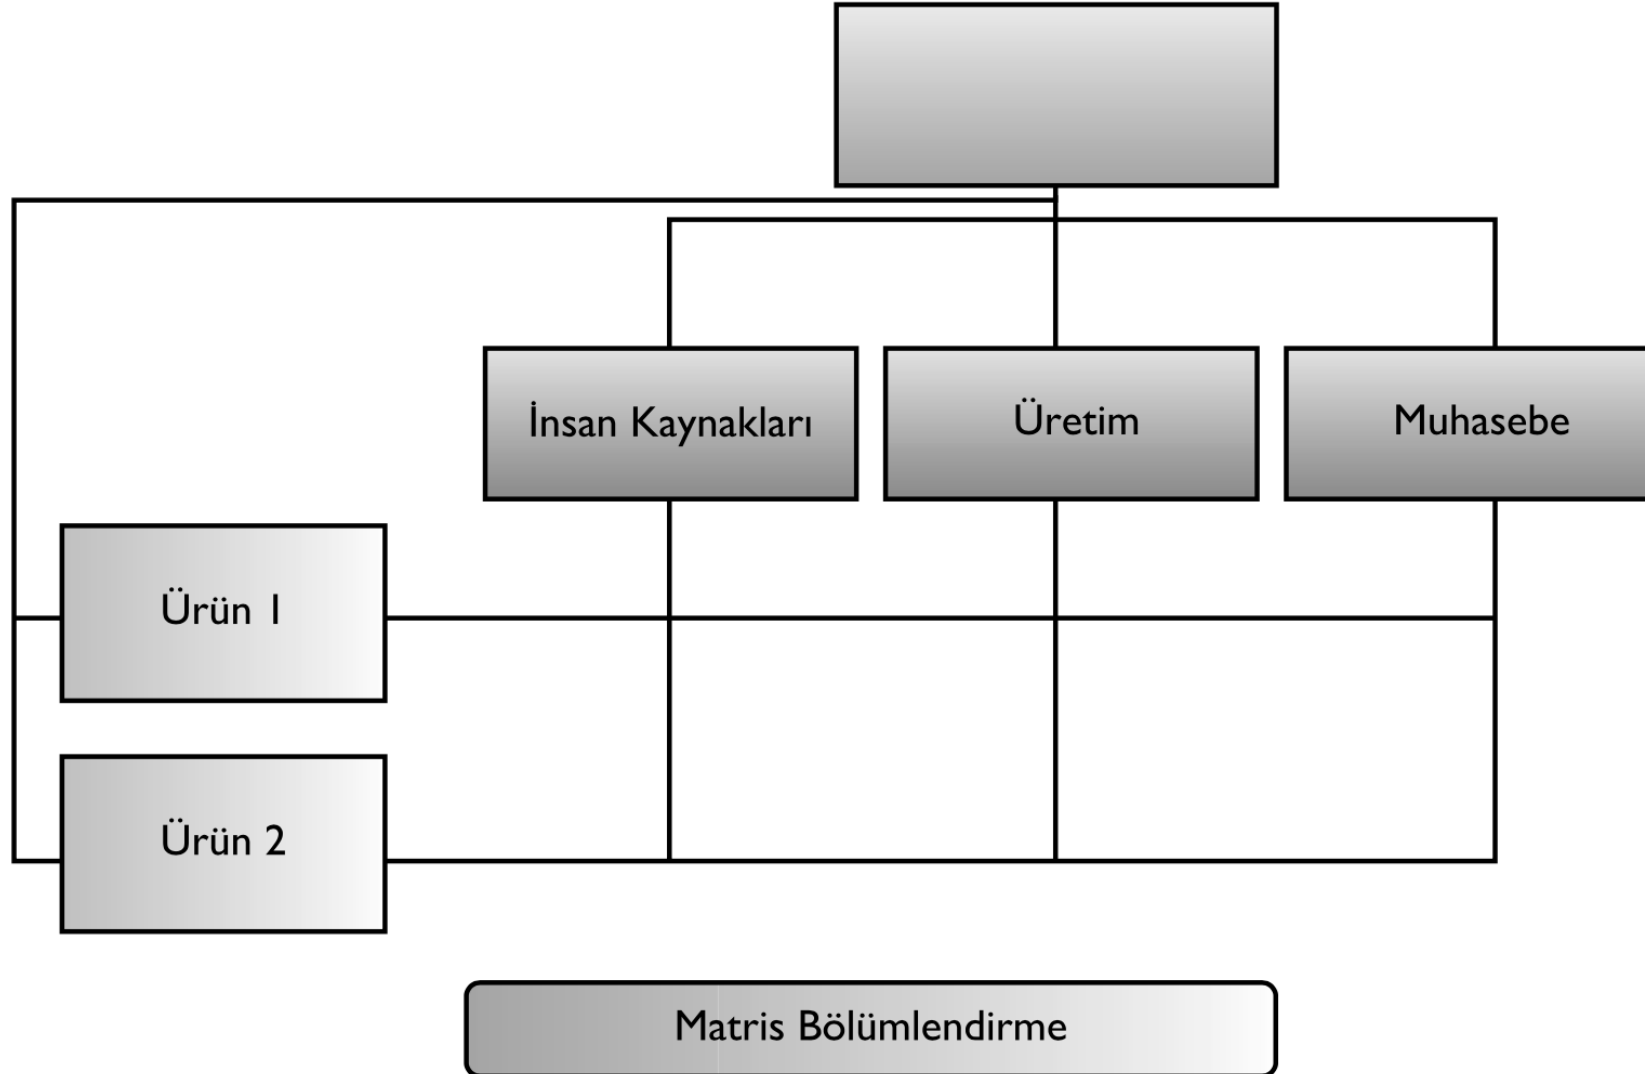 İnsan Kaynakları
Üretim
Muhasebe
Ürün 1
Ürün 2
Matris Bölümlendirme